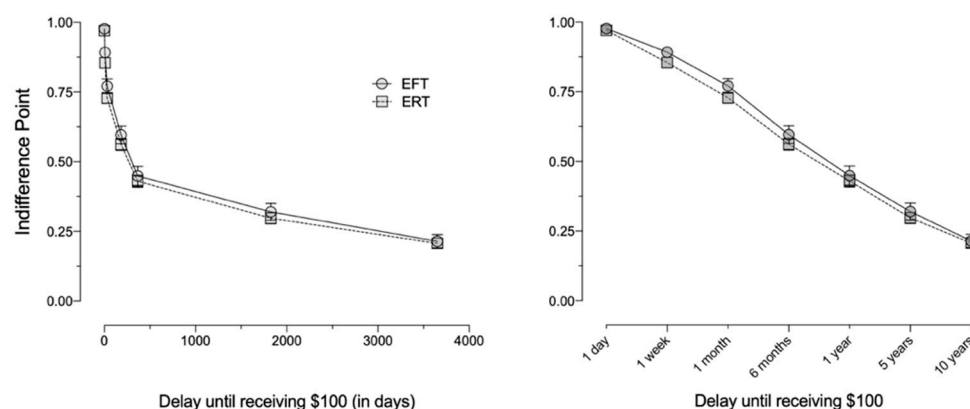 Indifference Point
1.00
0.75
0.50
0.25
0.00
0
1000
2000
3000
4000
Delay until receiving $100 (in days)
EFT
ERT
1.00
0.75
0.50
0.25
0.00
1 day
1 week
1 month
6 months
1 year
5 years
10 years
Delay until receiving $100